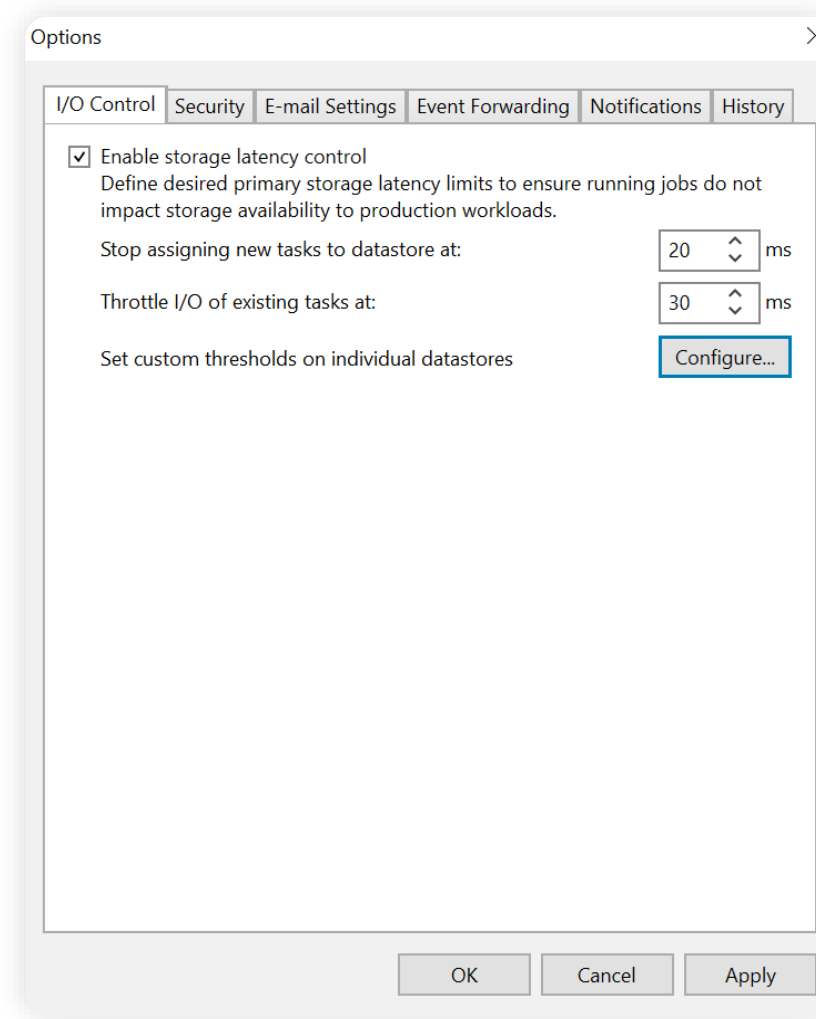 Options
I/O Control Security E-mail Settings Event Forwarding Notifications History
Enable storage latency control
Define desired primary storage latency limits to ensure running jobs do not
impact storage availability to production workloads.
Stop assigning new tasks to datastore at: 20 ms
Throttle I/O of existing tasks at: 30 ms
Set custom thresholds on individual datastores Configure...
OK Cancel Apply